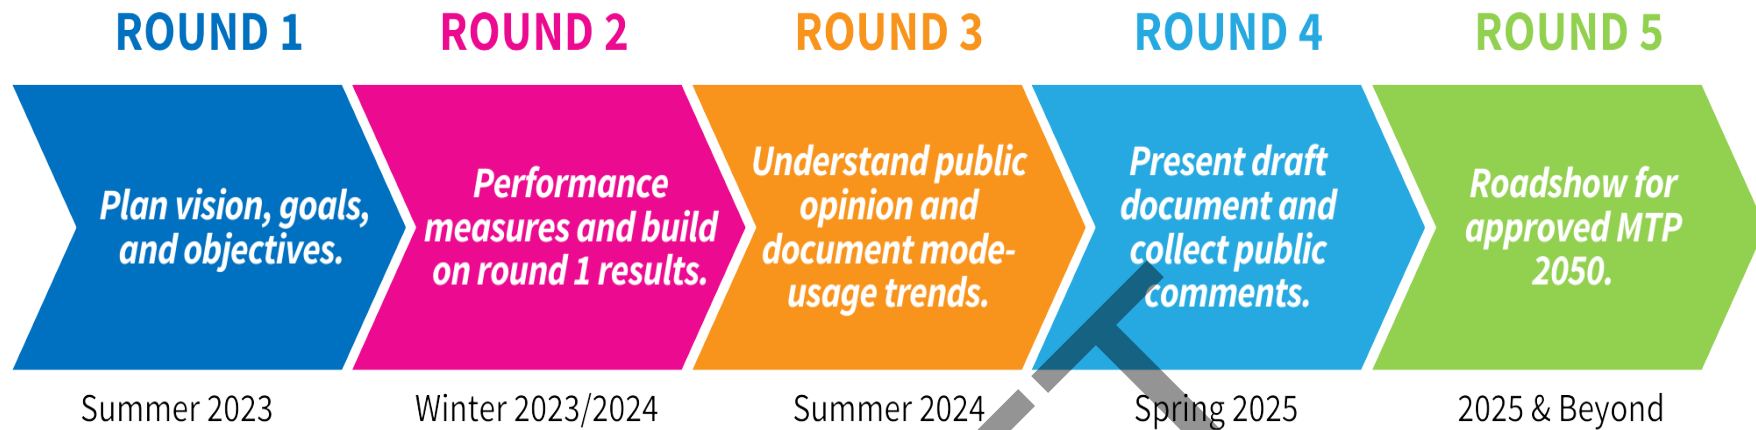 ROUND 1
ROUND 2
ROUND 3
ROUND 4
ROUND 5
Plan vision, goals,
and objectives.
Performance
measures and build
on round 1 results.
Understand public
opinion and
document mode-
usage trends.
Present draft
document and
collect public
comments.
Roadshow for
approved MTP
2050.
Summer 2023
Winter 2023/2024
Summer 2024
Spring 2025
2025 & Beyond